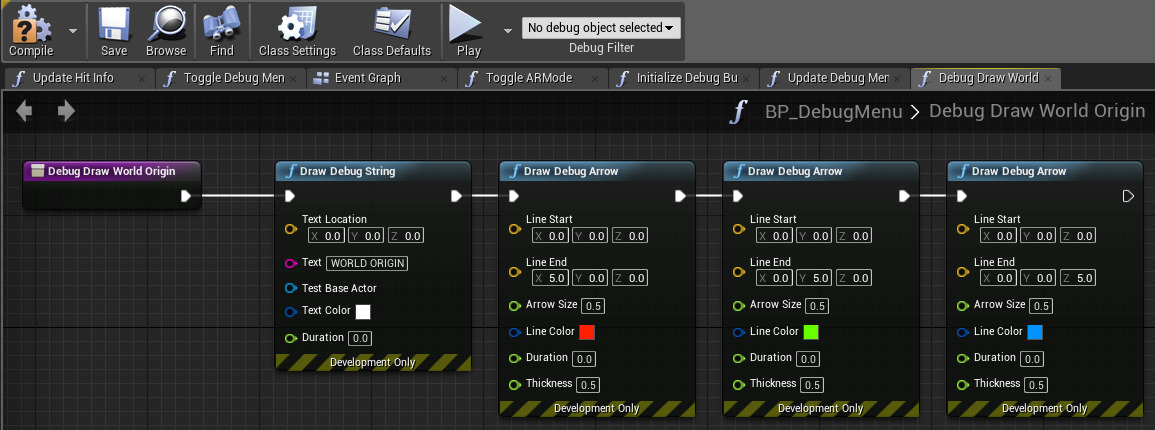 Compile Save Browse Find Class Settings Class Defaults Play No debug object selected
Debug Filter
Update Hit Info Toggle Debug Men Event Graph Toggle ARMode Initialize Debug Bu Update Debug Men Debug Draw World
f BP_DebugMenu > Debug Draw World Origin
Debug Draw World Origin
Draw Debug String
Text Location
X 0.0 Y 0.0 Z 0.0
Text WORLD ORIGIN
Test Base Actor
Text Color
Duration 0.0
Development Only
Draw Debug Arrow
Line Start
X 0.0 Y 0.0 Z 0.0
Line End
X 5.0 Y 0.0 Z 0.0
Arrow Size 0.5
Line Color
Duration 0.0
Thickness 0.5
Development Only
Draw Debug Arrow
Line Start
X 0.0 Y 0.0 Z 0.0
Line End
X 0.0 Y 5.0 Z 0.0
Arrow Size 0.5
Line Color
Duration 0.0
Thickness 0.5
Development Only
Draw Debug Arrow
Line Start
X 0.0 Y 0.0 Z 0.0
Line End
X 0.0 Y 0.0 Z 5.0
Arrow Size 0.5
Line Color
Duration 0.0
Thickness 0.5
Development Only